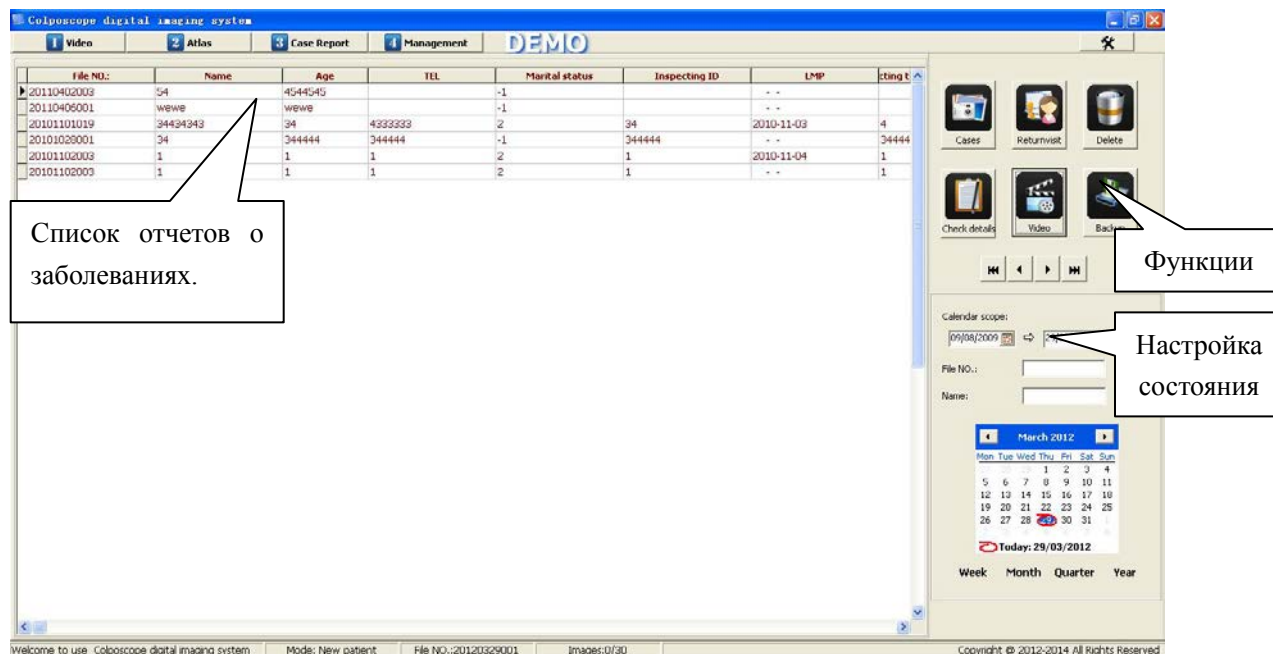 Colposcope digital imaging system
1 Video 2 Atlas 3 Case Report 4 Management DEMO
File NO.: Name Age TEL Marital status Inspecting ID LMP cting t
20110402003 54 4544545 -1 - -
20110406001 wewe wewe -1 - -
20101101019 34434343 34 4333333 2 34 2010-11-03 4
20101028001 34 344444 344444 -1 344444 - - 34444
20101102003 1 1 1 2 1 2010-11-04 1
20101102003 1 1 1 2 1 - - 1
Список отчетов о
заболеваниях.
Cases Returnvisit Delete
Check details Video Backup
Функции
Calendar scope:
09/08/2009
Настройка
состояния
File NO.:
Name:
March 2012
Mon Tue Wed Thu Fri Sat Sun
1 2 3 4
5 6 7 8 9 10 11
12 13 14 15 16 17 18
19 20 21 22 23 24 25
26 27 28 29 30 31
Today: 29/03/2012
Week Month Quarter Year
Welcome to use Colposcope digital imaging system Mode: New patient File NO.:20120329001 Images:0/30 Copyright @ 2012-2014 All Rights Reserved